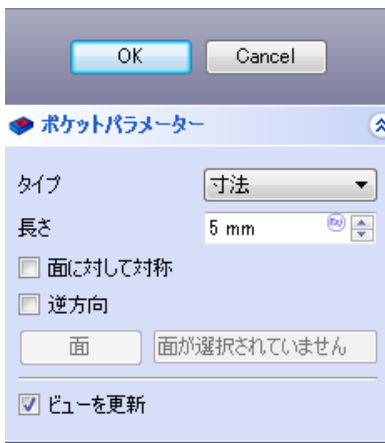 OK Cancel
ポケットパラメーター
タイプ 寸法
長さ 5 mm
面に対して対称
逆方向
面 面が選択されていません
ビューを更新